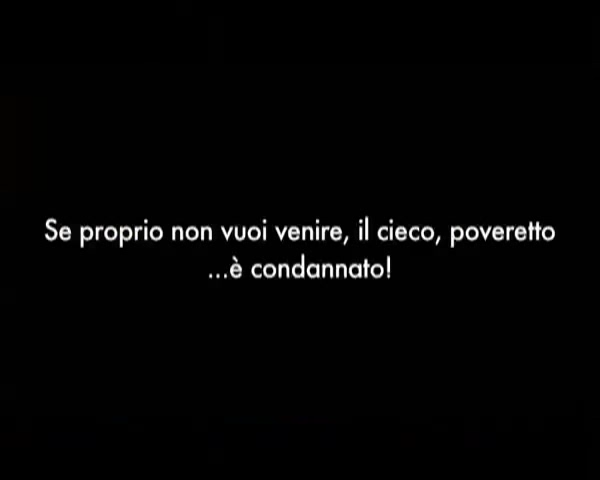 Se proprio non vuoi venire, il cieco, poveretto
...è condannato!